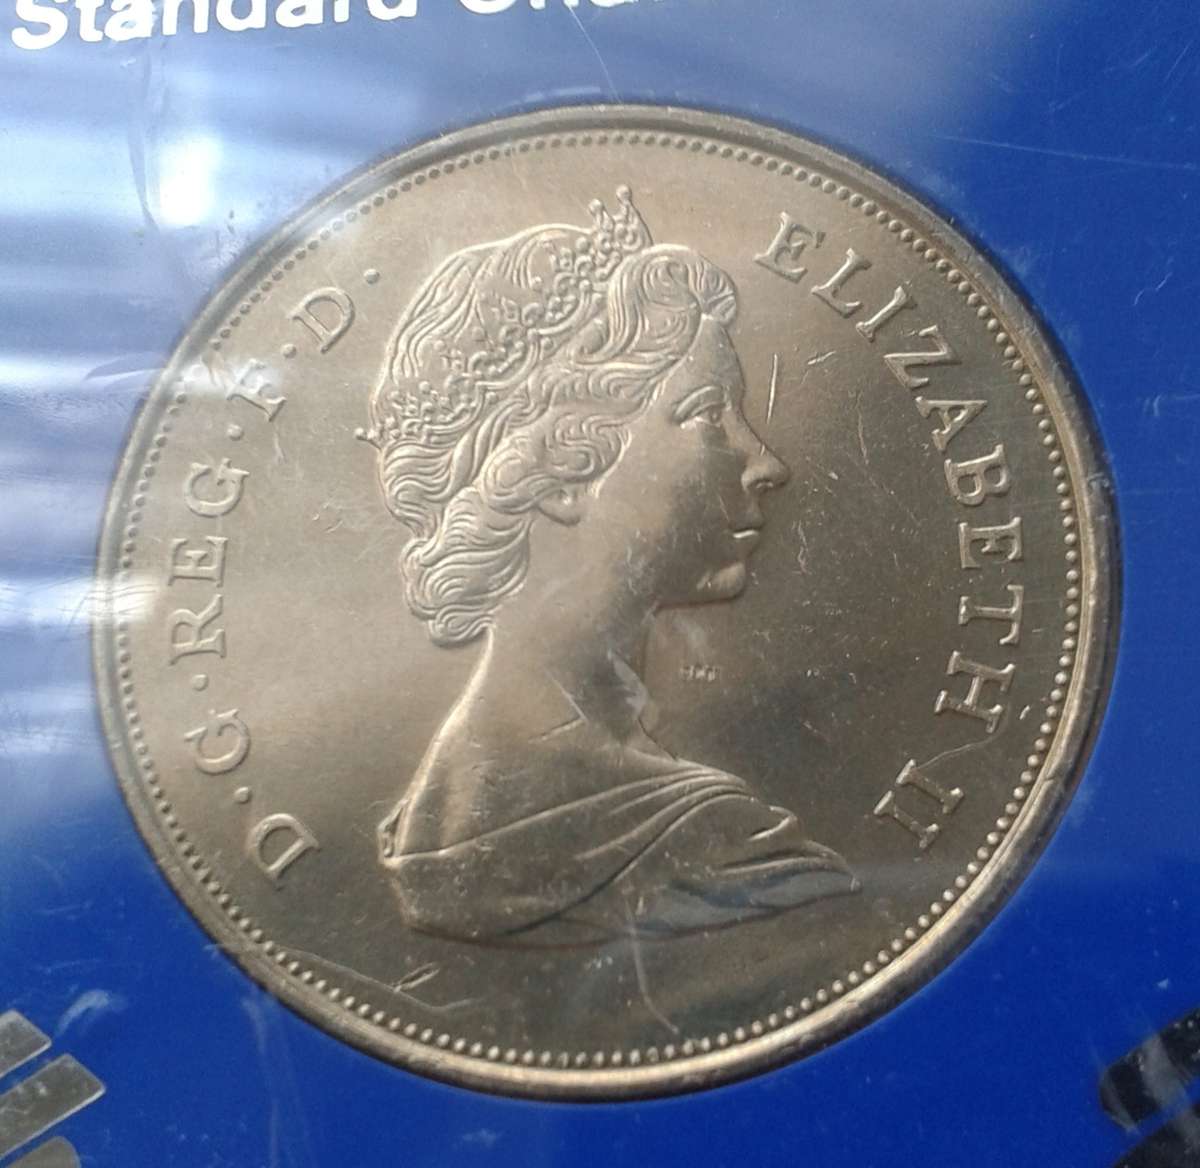 Standard
D·G·REG·F·D·
ELIZABETH II